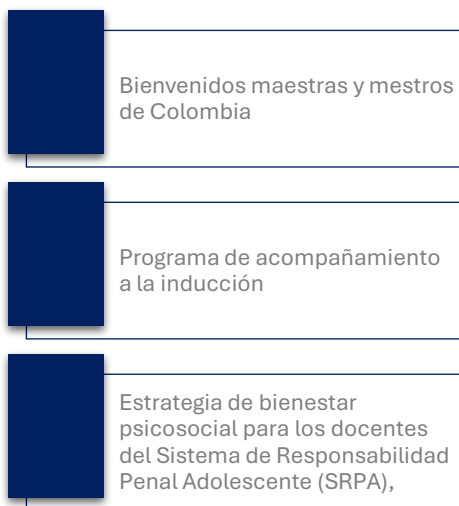 Bienvenidos maestras y mestros
de Colombia
Programa de acompañamiento
a la inducción
Estrategia de bienestar
psicosocial para los docentes
del Sistema de Responsabilidad
Penal Adolescente (SRPA),